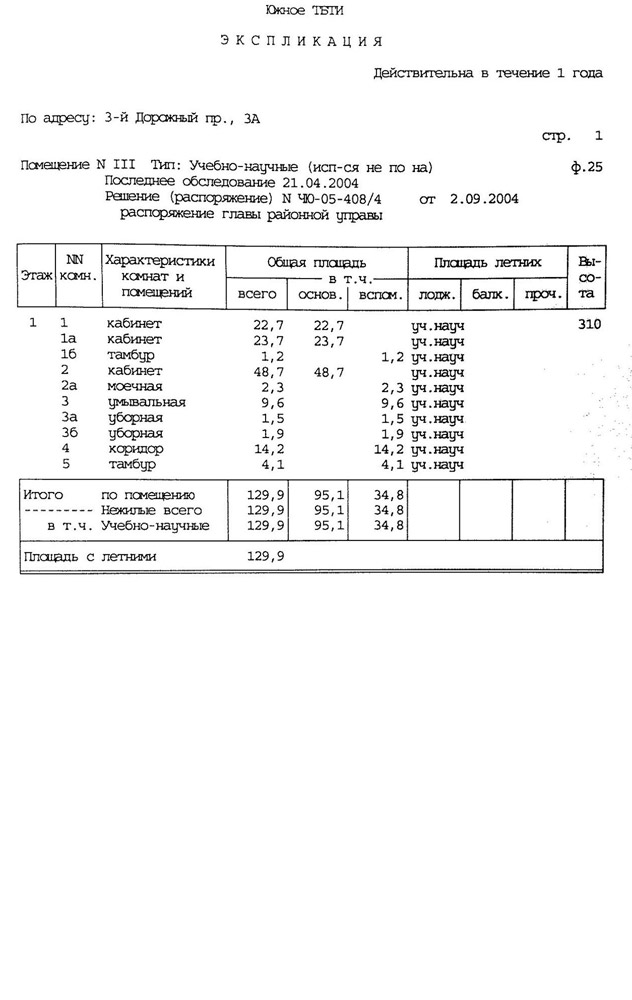 Южное ТБТИ
Э К С П Л И К А Ц И Я
Действительна в течение 1 года
По адресу: 3-й Дорожный пр., 3А
стр. 1
Помещение N III Тип: Учебно-научные (исп-ся не по на) ф.25
Последнее обследование 21.04.2004
Решение (распоряжение) N ЧЮ-05-408/4 от 2.09.2004
распоряжение главы районной управы
Этаж NN комн. Характеристики комнат и помещений Общая площадь Площадь летних Вы-со-та
в т.ч.
всего основ. вспом. лодж. балк. проч.
1 1 кабинет 22,7 22,7 уч.науч 310
1а кабинет 23,7 23,7 уч.науч
1б тамбур 1,2 1,2 уч.науч
2 кабинет 48,7 48,7 уч.науч
2а моечная 2,3 2,3 уч.науч
3 умывальная 9,6 9,6 уч.науч
3а уборная 1,5 1,5 уч.науч
3б уборная 1,9 1,9 уч.науч
4 коридор 14,2 14,2 уч.науч
5 тамбур 4,1 4,1 уч.науч
Итого по помещению 129,9 95,1 34,8
--------- Нежилые всего 129,9 95,1 34,8
в т.ч. Учебно-научные 129,9 95,1 34,8
Площадь с летними 129,9